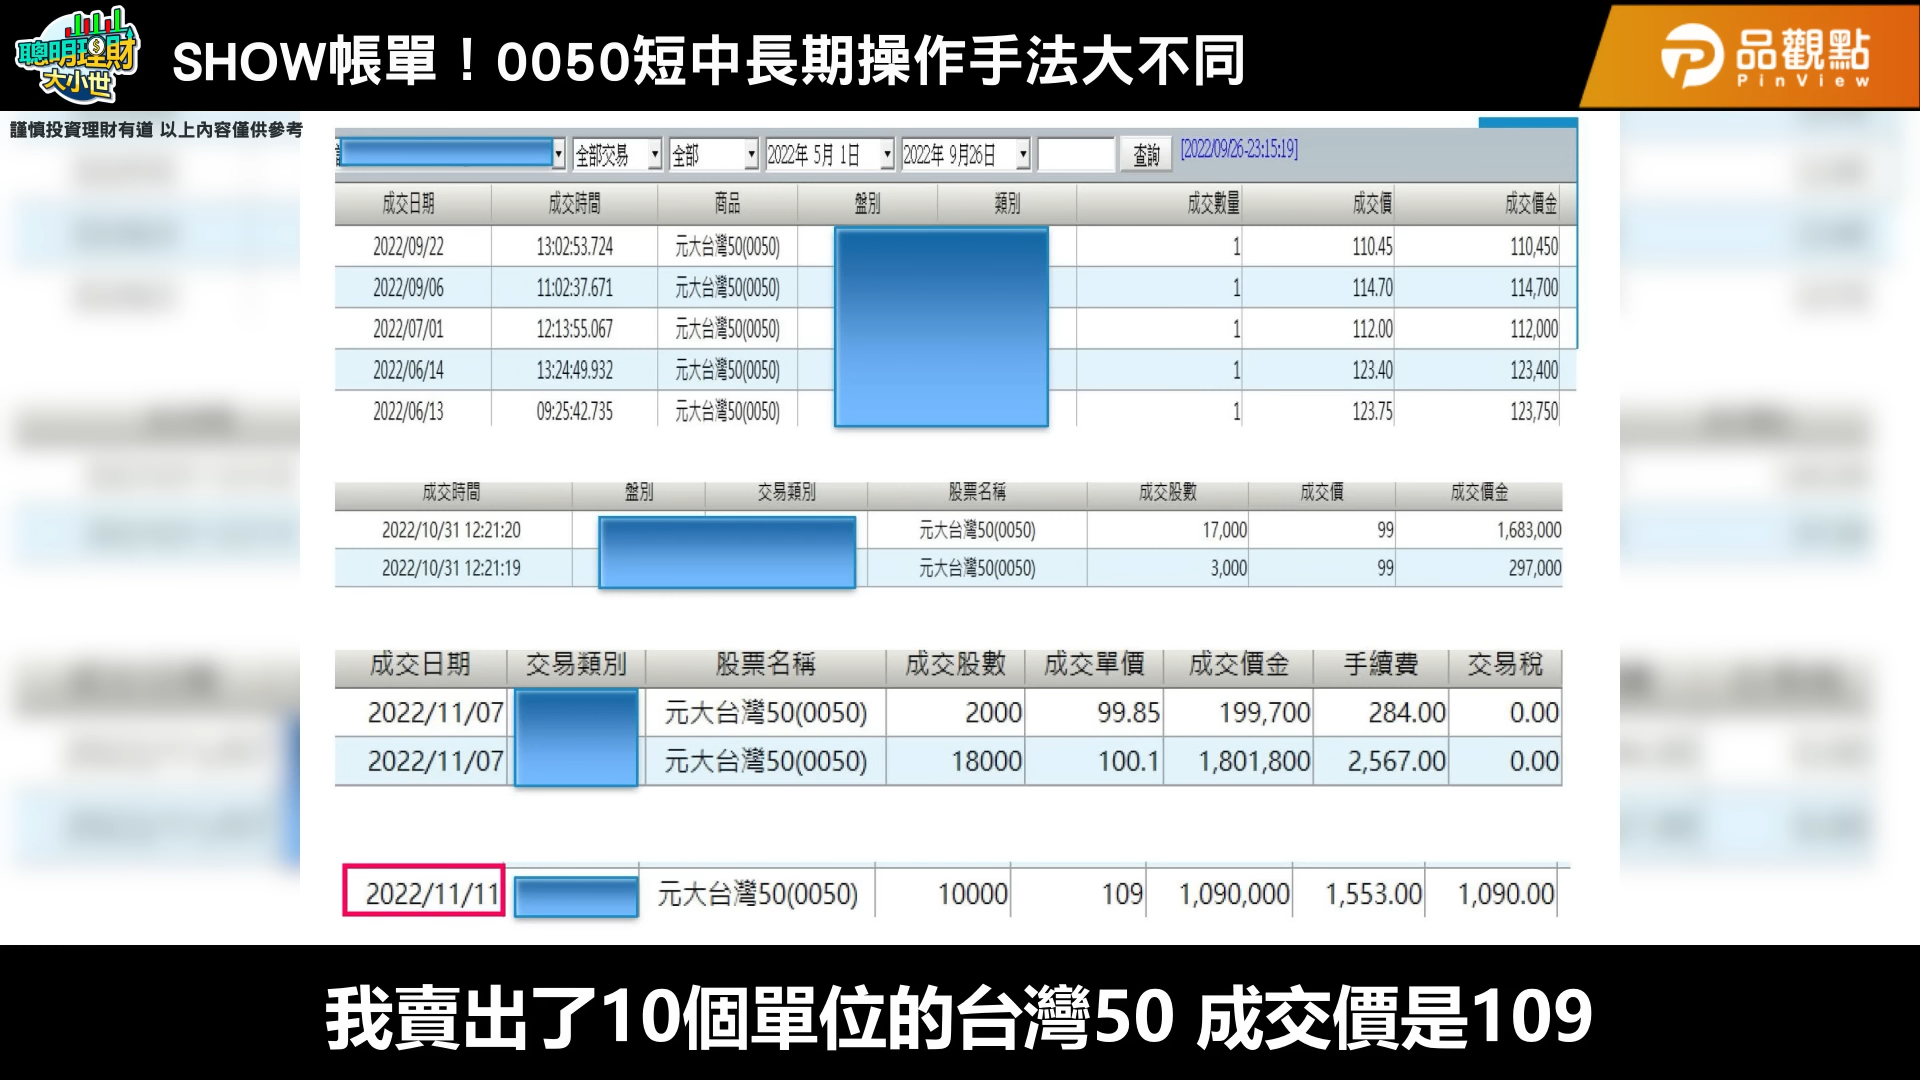 聰明理財
大小世
SHOW帳單！0050短中長期操作手法大不同
品觀點
PinView
謹慎投資理財有道 以上內容僅供參考
全部交易 全部 2022年 5月 1日 2022年 9月26日 查詢 [2022/09/26-23:15:19]
成交日期 成交時間 商品 盤別 類別 成交數量 成交價 成交價金
2022/09/22 13:02:53.724 元大台灣50(0050) 1 110.45 110,450
2022/09/06 11:02:37.671 元大台灣50(0050) 1 114.70 114,700
2022/07/01 12:13:55.067 元大台灣50(0050) 1 112.00 112,000
2022/06/14 13:24:49.932 元大台灣50(0050) 1 123.40 123,400
2022/06/13 09:25:42.735 元大台灣50(0050) 1 123.75 123,750
成交時間 盤別 交易類別 股票名稱 成交股數 成交價 成交價金
2022/10/31 12:21:20 元大台灣50(0050) 17,000 99 1,683,000
2022/10/31 12:21:19 元大台灣50(0050) 3,000 99 297,000
成交日期 交易類別 股票名稱 成交股數 成交單價 成交價金 手續費 交易稅
2022/11/07 元大台灣50(0050) 2000 99.85 199,700 284.00 0.00
2022/11/07 元大台灣50(0050) 18000 100.1 1,801,800 2,567.00 0.00
2022/11/11 元大台灣50(0050) 10000 109 1,090,000 1,553.00 1,090.00
我賣出了10個單位的台灣50 成交價是109